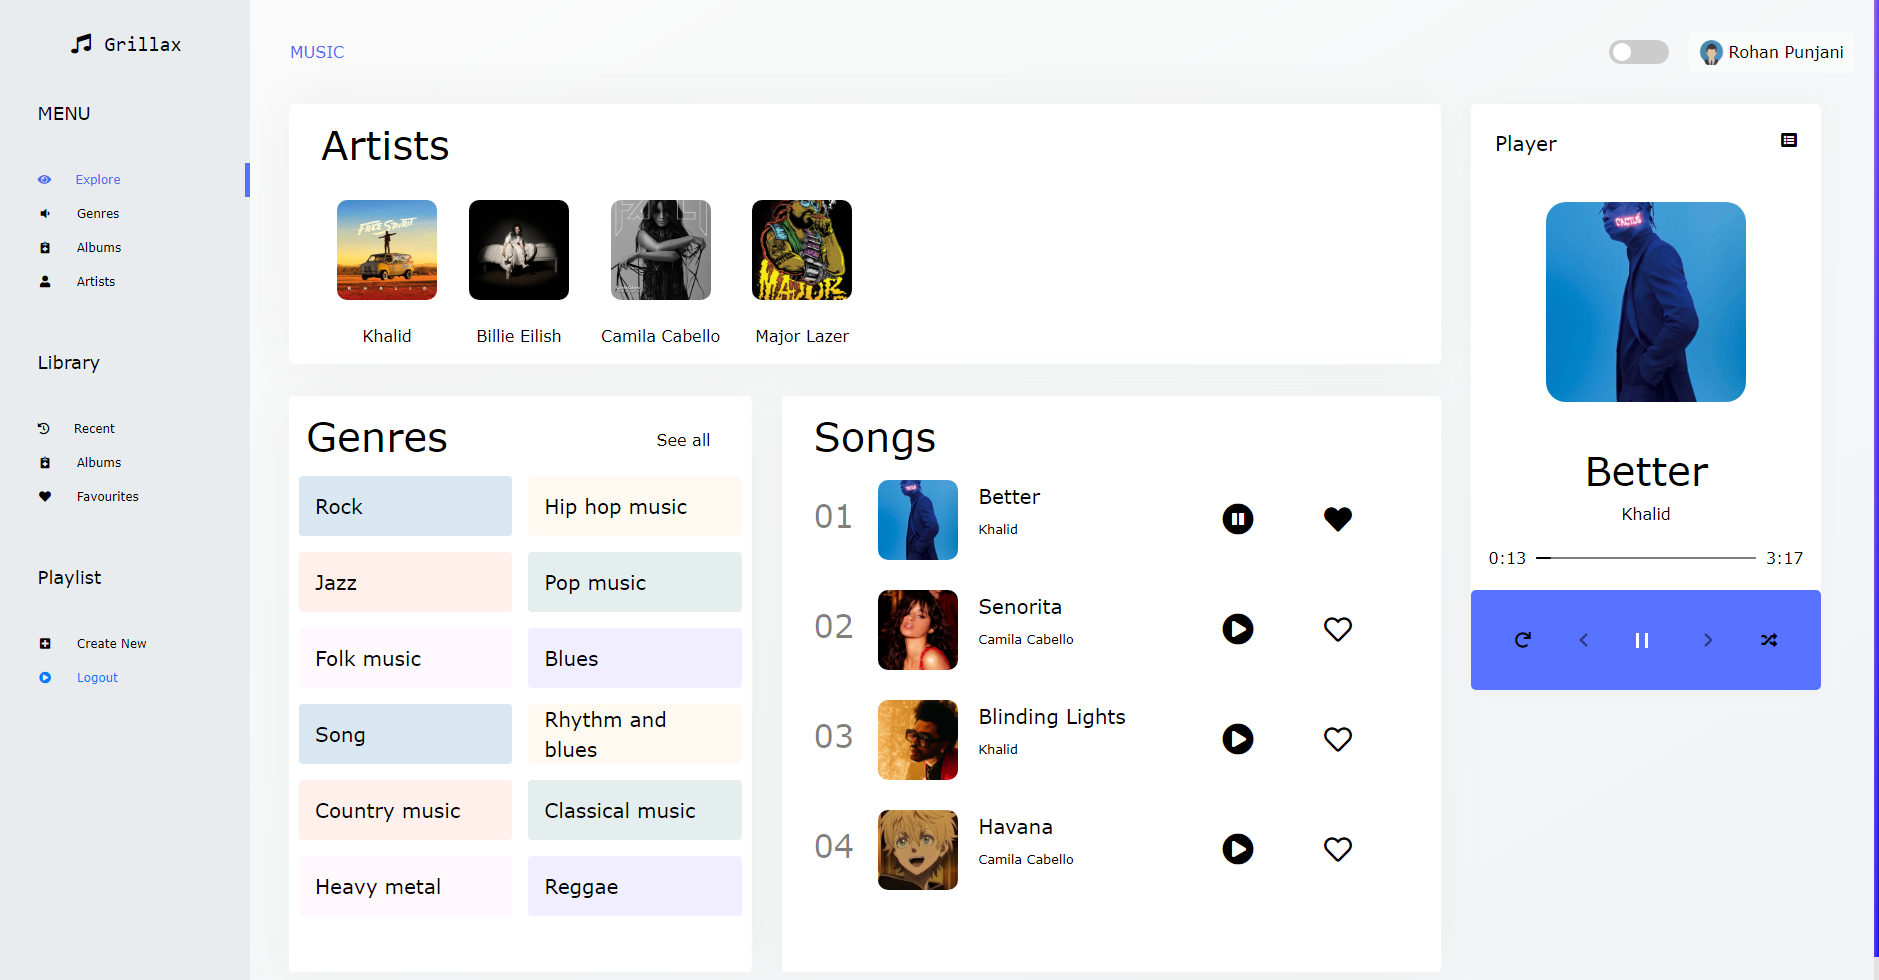 Grillax
MENU
Explore
Genres
Albums
Artists
Library
Recent
Albums
Favourites
Playlist
Create New
Logout
MUSIC
Rohan Punjani
Artists
FREE SPIRIT
KHALID
MAJOR
Khalid
Billie Eilish
Camila Cabello
Major Lazer
Genres
See all
Rock
Hip hop music
Jazz
Pop music
Folk music
Blues
Song
Rhythm and
blues
Country music
Classical music
Heavy metal
Reggae
Songs
01
Better
Khalid
02
Senorita
Camila Cabello
03
Blinding Lights
Khalid
04
Havana
Camila Cabello
Player
CACTUS
Better
Khalid
0:13
3:17